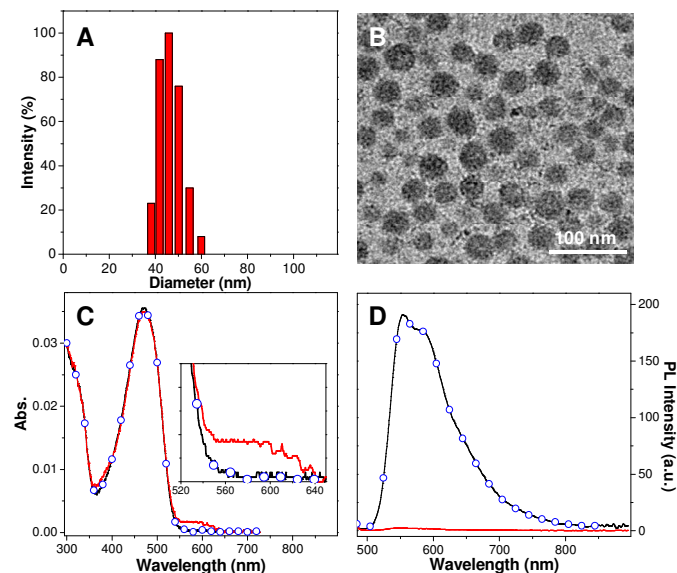 A
100
80
60
40
20
0
Intensity (%)
0 20 40 60 80 100
Diameter (nm)
B
100 nm
C
0.03
0.02
0.01
0.00
Abs.
520 560 600 640
300 400 500 600 700 800
Wavelength (nm)
D
200
150
100
50
0
PL Intensity (a.u.)
500 600 700 800
Wavelength (nm)